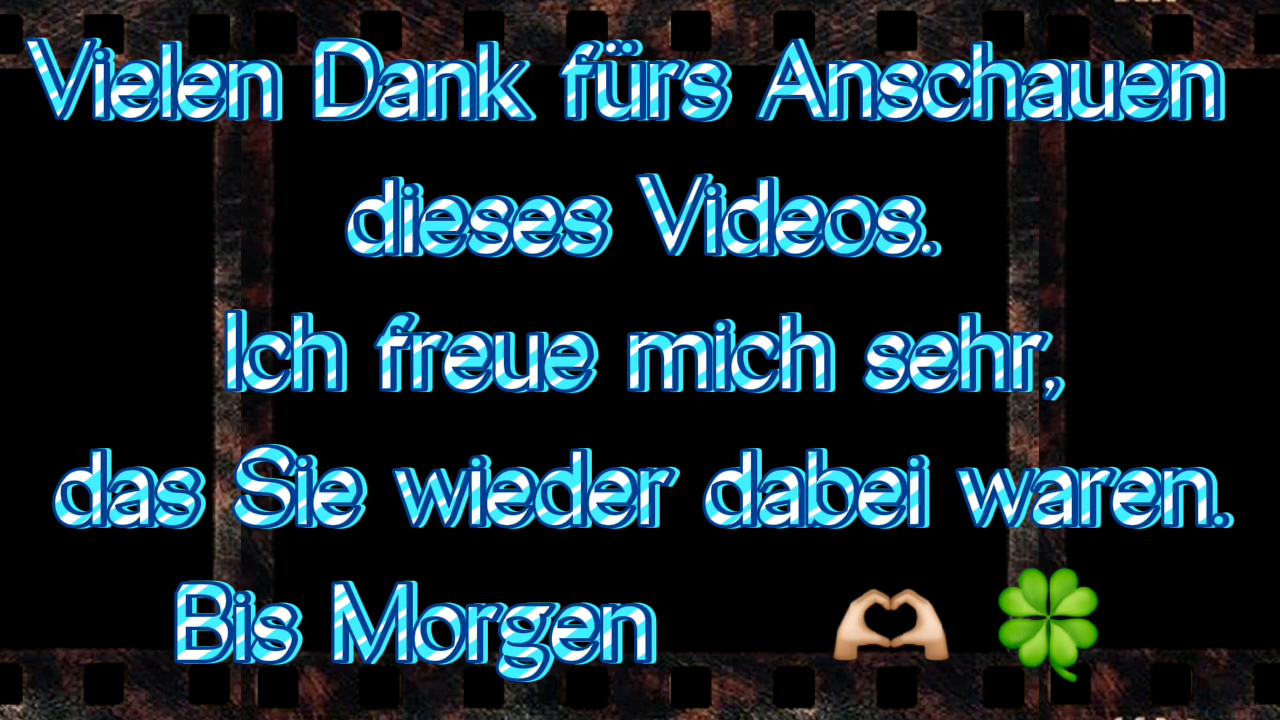 Vielen Dank fürs Anschauen
dieses Videos.
Ich freue mich sehr,
das Sie wieder dabei waren.
Bis Morgen 🫶🏼 🍀